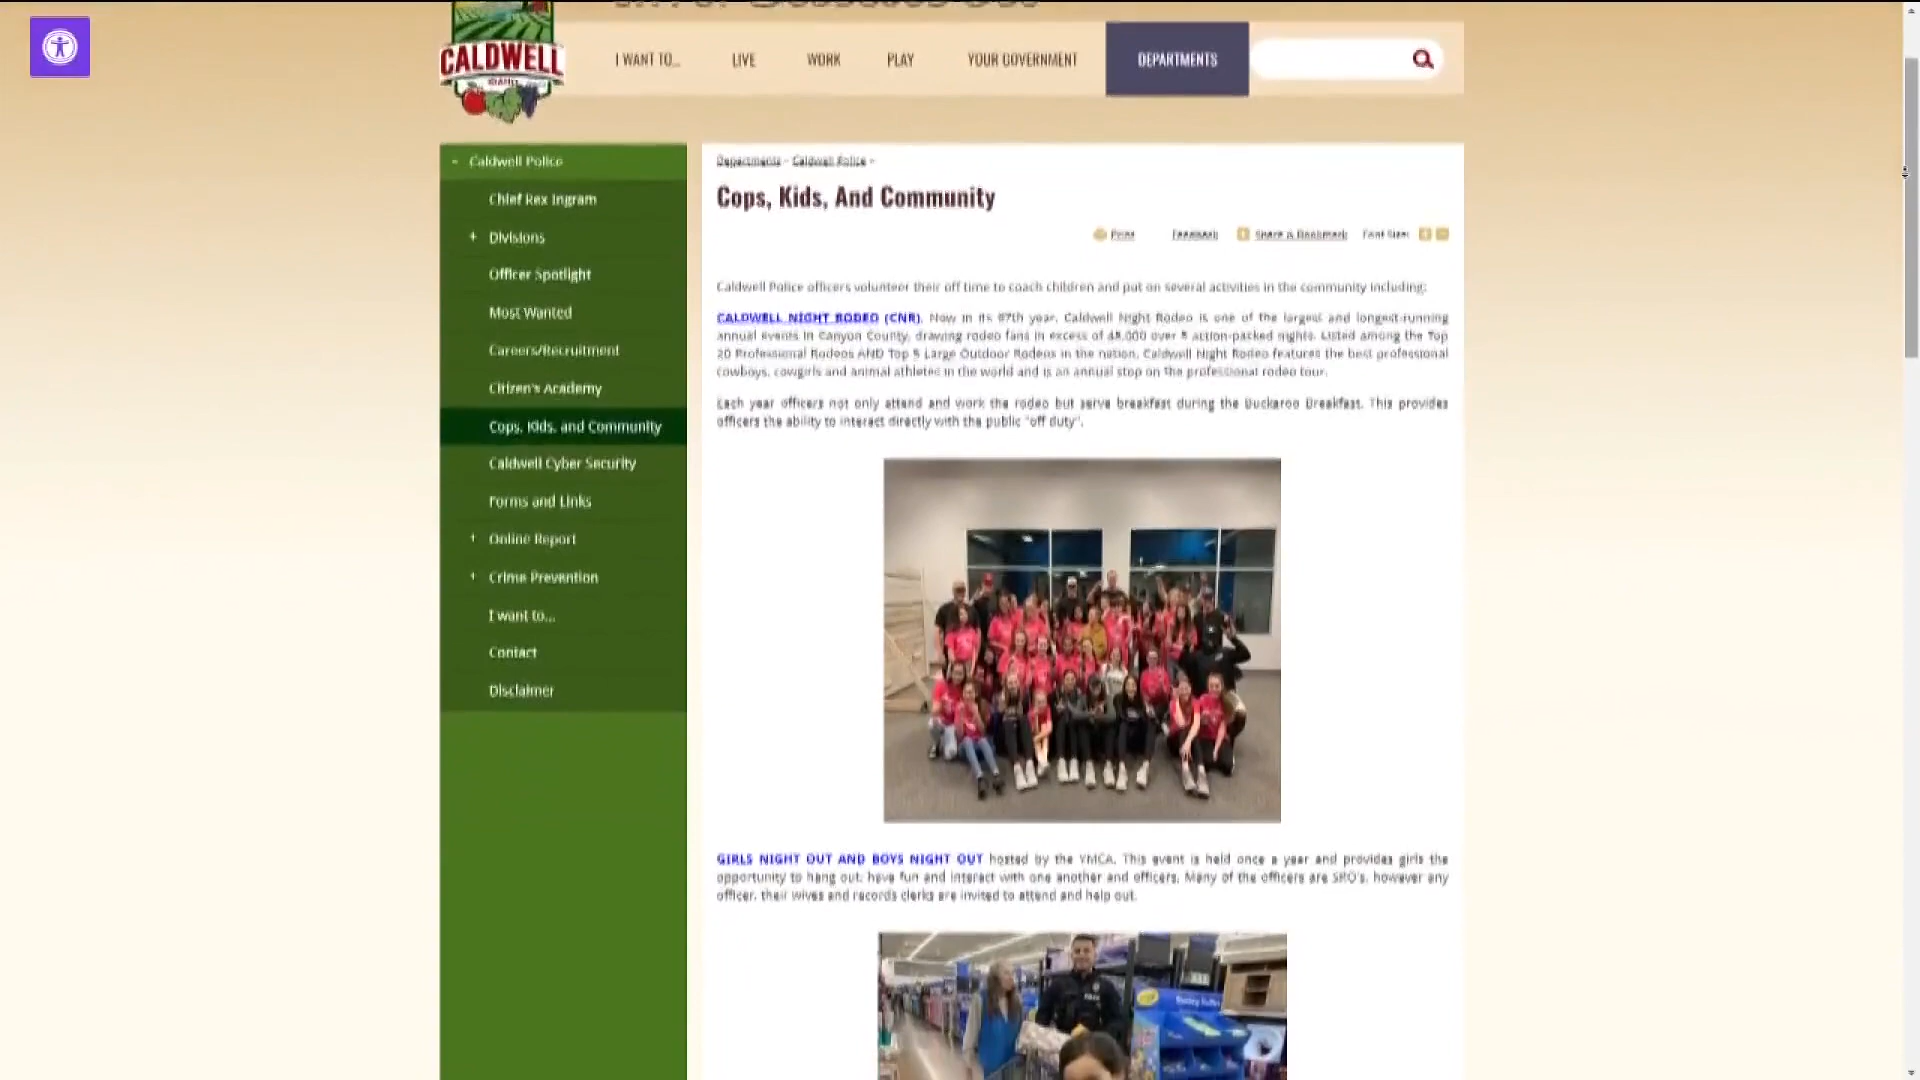 CALDWELL
IDAHO
I WANT TO...
LIVE
WORK
PLAY
YOUR GOVERNMENT
DEPARTMENTS
- Caldwell Police
Chief Rex Ingram
+ Divisions
Officer Spotlight
Most Wanted
Careers/Recruitment
Citizen's Academy
Cops, Kids, and Community
Caldwell Cyber Security
Forms and Links
+ Online Report
+ Crime Prevention
I want to...
Contact
Disclaimer
Departments » Caldwell Police »
Cops, Kids, And Community
Print Feedback Share & Bookmark Font Size: + -
Caldwell Police officers volunteer their off time to coach children and put on several activities in the community including:
CALDWELL NIGHT RODEO (CNR). Now in its 87th year, Caldwell Night Rodeo is one of the largest and longest-running
annual events in Canyon County, drawing rodeo fans in excess of 45,000 over 5 action-packed nights. Listed among the Top
20 Professional Rodeos AND Top 5 Large Outdoor Rodeos in the nation, Caldwell Night Rodeo features the best professional
cowboys, cowgirls and animal athletes in the world and is an annual stop on the professional rodeo tour.
Each year officers not only attend and work the rodeo but serve breakfast during the Buckaroo Breakfast. This provides
officers the ability to interact directly with the public "off duty".
GIRLS NIGHT OUT AND BOYS NIGHT OUT hosted by the YMCA. This event is held once a year and provides girls the
opportunity to hang out, have fun and interact with one another and officers. Many of the officers are SRO's, however any
officer, their wives and records clerks are invited to attend and help out.